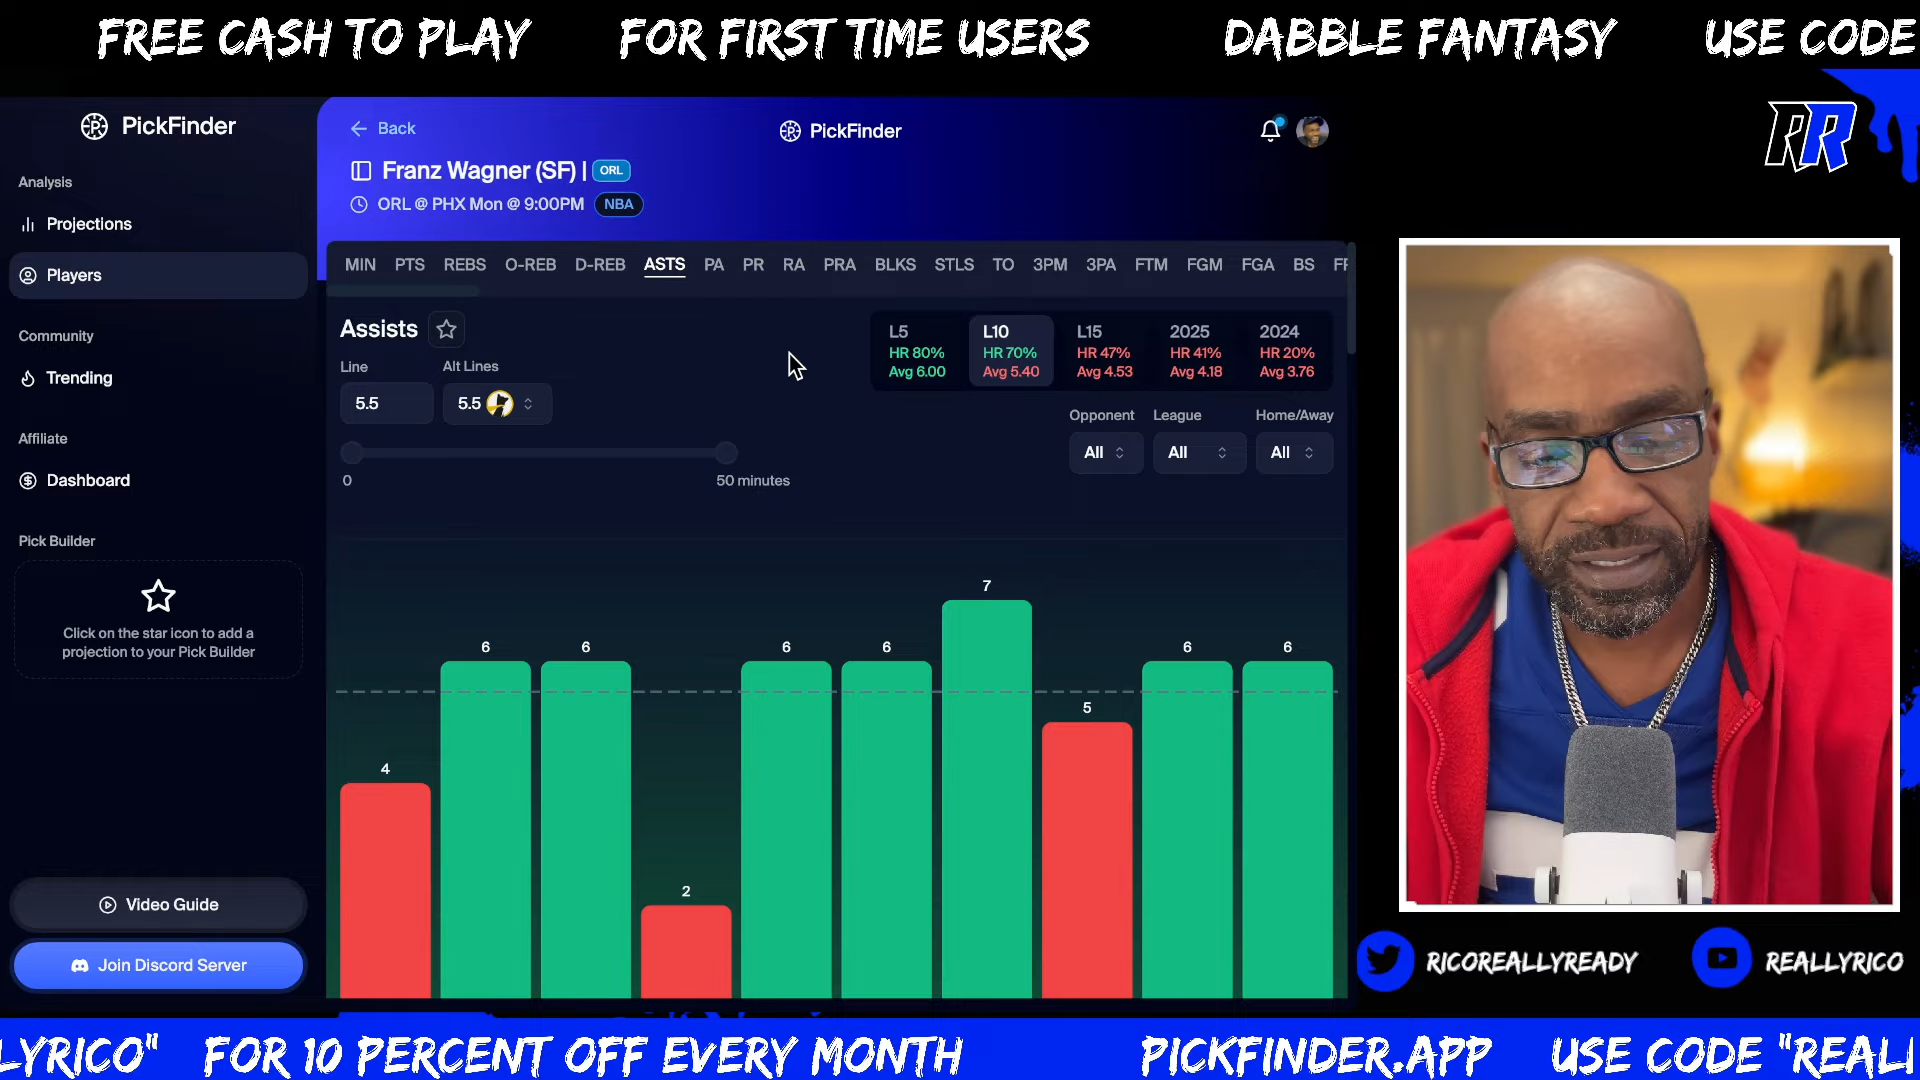 FREE CASH TO PLAY FOR FIRST TIME USERS DABBLE FANTASY USE CODE
PickFinder
Analysis
Projections
Players
Community
Trending
Affiliate
Dashboard
Pick Builder
Click on the star icon to add a
projection to your Pick Builder
Video Guide
Join Discord Server
Back
PickFinder
Franz Wagner (SF) | ORL
ORL @ PHX Mon @ 9:00PM NBA
MIN PTS REBS O-REB D-REB ASTS PA PR RA PRA BLKS STLS TO 3PM 3PA FTM FGM FGA BS
Assists
Line Alt Lines
5.5 5.5
0 50 minutes
L5 L10 L15 2025 2024
HR 80% HR 70% HR 47% HR 41% HR 20%
Avg 6.00 Avg 5.40 Avg 4.53 Avg 4.18 Avg 3.76
Opponent League Home/Away
All All All
4 6 6 2 6 6 7 5 6 6
RR
RICOREALLYREADY REALLYRICO
LYRICO" FOR 10 PERCENT OFF EVERY MONTH PICKFINDER.APP USE CODE "REALL